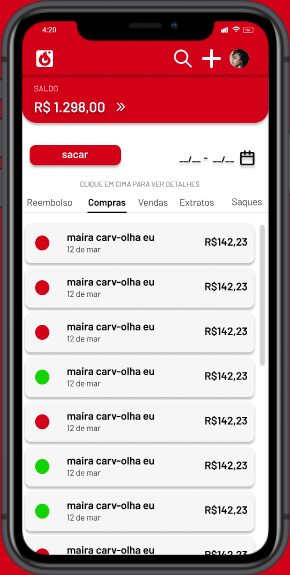 4:20
SALDO
R$ 1.298,00 »
sacar
__/__ - __/__
CLIQUE EM CIMA PARA VER DETALHES
Reembolso Compras Vendas Extratos Saques
maira carv-olha eu R$142,23
12 de mar
maira carv-olha eu R$142,23
12 de mar
maira carv-olha eu R$142,23
12 de mar
maira carv-olha eu R$142,23
12 de mar
maira carv-olha eu R$142,23
12 de mar
maira carv-olha eu R$142,23
12 de mar
maira carv-olha eu R$142,23
12 de mar
maira carv-olha eu R$142,23